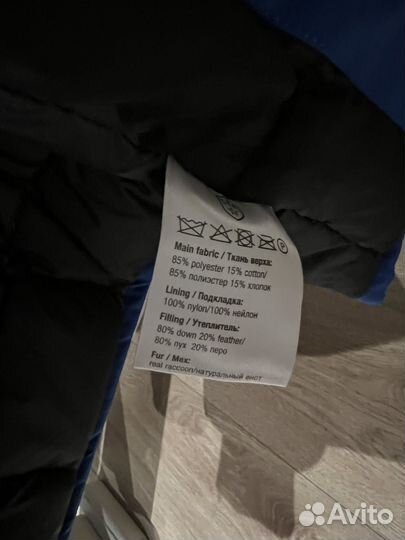 Main fabric / Ткань верха:
85% polyester 15% cotton/
85% полиэстер 15% хлопок
Lining / Подкладка:
100% nylon/100% нейлон
Filling / Утеплитель:
80% down 20% feather/
80% пух 20% перо
Fur / Мех:
real raccoon/натуральный енот
P
Avito